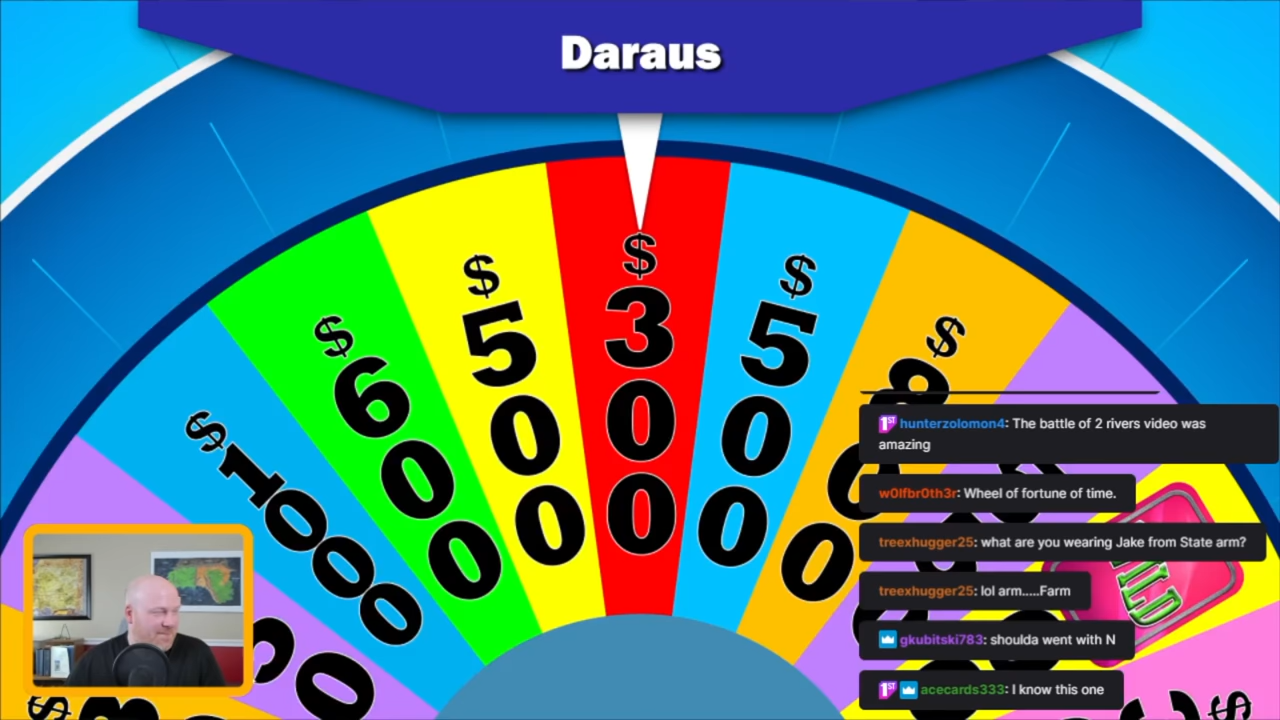 Daraus
$1000
$600
$500
$300
$500
$800
WILD
hunterzolomon4: The battle of 2 rivers video was
amazing
w0lfbr0th3r: Wheel of fortune of time.
treexhugger25: what are you wearing Jake from State arm?
treexhugger25: lol arm.....Farm
gkubitski783: shoulda went with N
acecards333: I know this one